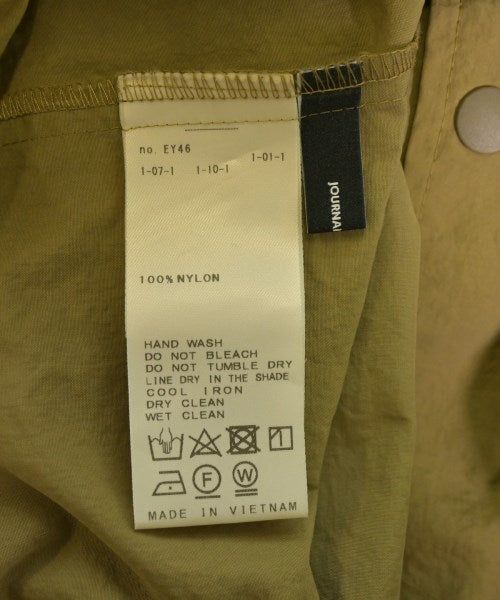 no. EY46
1-07-1 1-10-1 1-01-1
100% NYLON
HAND WASH
DO NOT BLEACH
DO NOT TUMBLE DRY
LINE DRY IN THE SHADE
COOL IRON
DRY CLEAN
WET CLEAN
F W
MADE IN VIETNAM
JOURNA